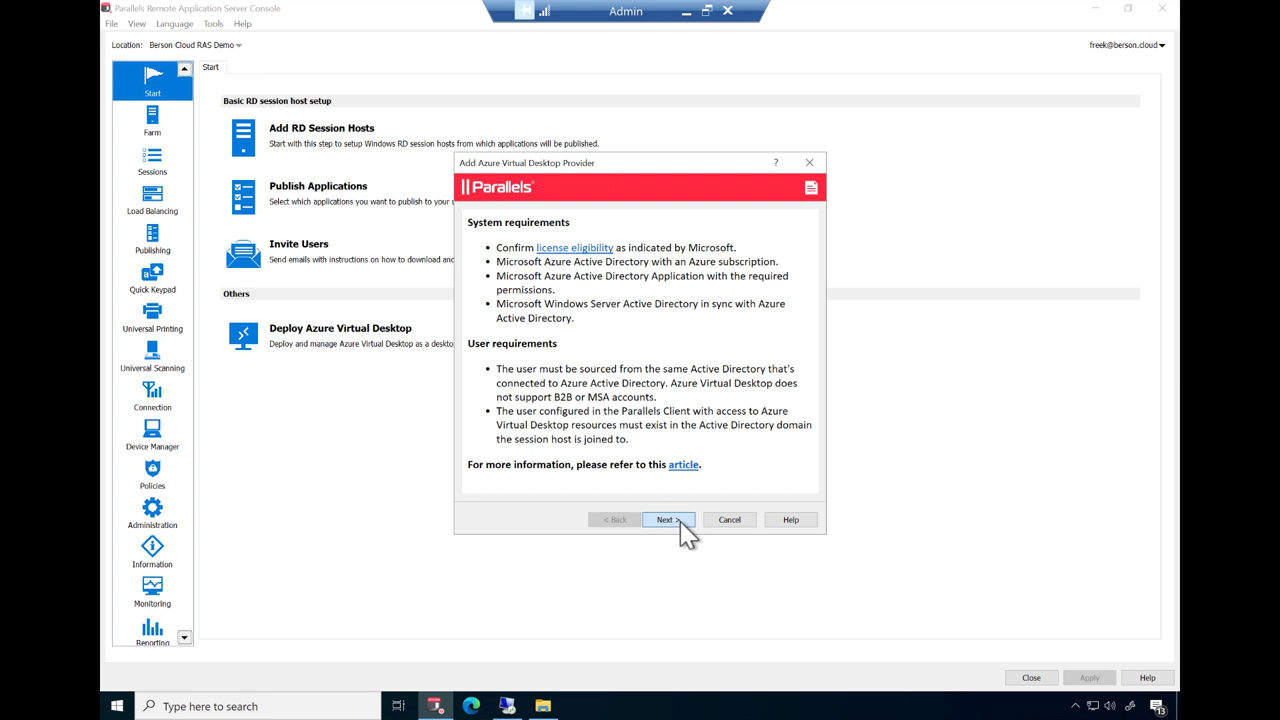 Parallels Remote Application Server Console
Admin
File View Language Tools Help
Location: Berson Cloud RAS Demo
freek@berson.cloud
Start
Farm
Sessions
Load Balancing
Publishing
Quick Keypad
Universal Printing
Universal Scanning
Connection
Device Manager
Policies
Administration
Information
Monitoring
Reporting
Start
Basic RD session host setup
Add RD Session Hosts
Start with this step to setup Windows RD session hosts from which applications will be published.
Publish Applications
Select which applications you want to publish to your u
Invite Users
Send emails with instructions on how to download and
Others
Deploy Azure Virtual Desktop
Deploy and manage Azure Virtual Desktop as a deskto
Add Azure Virtual Desktop Provider
?
Parallels
System requirements
• Confirm license eligibility as indicated by Microsoft.
• Microsoft Azure Active Directory with an Azure subscription.
• Microsoft Azure Active Directory Application with the required
permissions.
• Microsoft Windows Server Active Directory in sync with Azure
Active Directory.
User requirements
• The user must be sourced from the same Active Directory that's
connected to Azure Active Directory. Azure Virtual Desktop does
not support B2B or MSA accounts.
• The user configured in the Parallels Client with access to Azure
Virtual Desktop resources must exist in the Active Directory domain
the session host is joined to.
For more information, please refer to this article.
< Back Next > Cancel Help
Close Apply Help
Type here to search
13